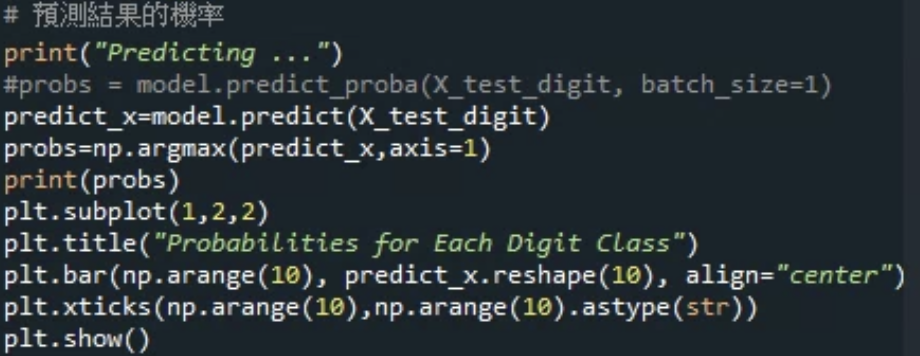 # 預測結果的機率
print("Predicting ...")
#probs = model.predict_proba(X_test_digit, batch_size=1)
predict_x=model.predict(X_test_digit)
probs=np.argmax(predict_x,axis=1)
print(probs)
plt.subplot(1,2,2)
plt.title("Probabilities for Each Digit Class")
plt.bar(np.arange(10), predict_x.reshape(10), align="center")
plt.xticks(np.arange(10),np.arange(10).astype(str))
plt.show()